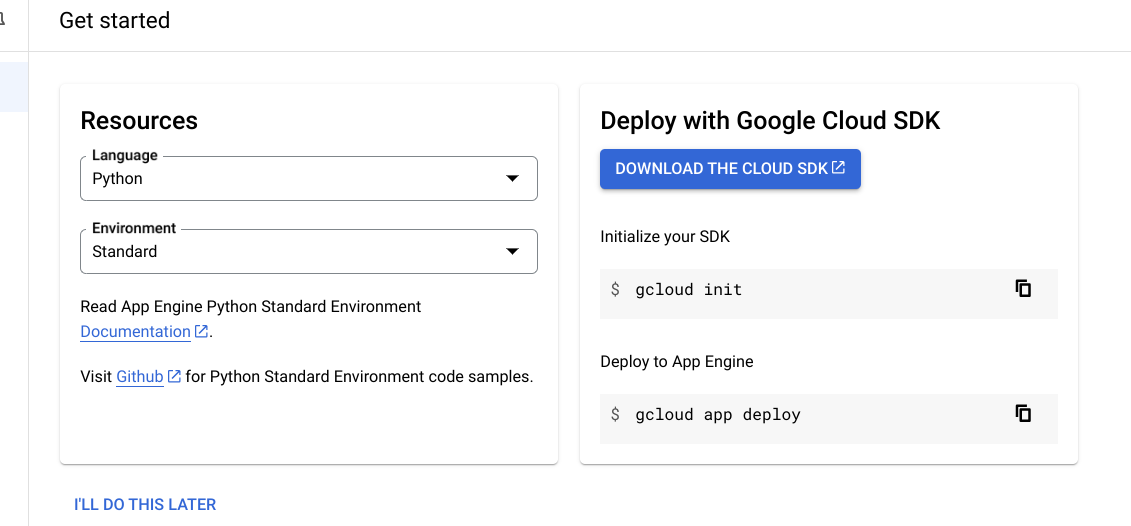 Get started
Resources
Language
Python
Environment
Standard
Read App Engine Python Standard Environment
Documentation.
Visit Github for Python Standard Environment code samples.
Deploy with Google Cloud SDK
DOWNLOAD THE CLOUD SDK
Initialize your SDK
$ gcloud init
Deploy to App Engine
$ gcloud app deploy
I'LL DO THIS LATER